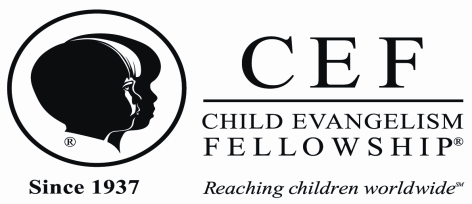 ®
Since 1937
CEF
CHILD EVANGELISM
FELLOWSHIP®
Reaching children worldwide℠